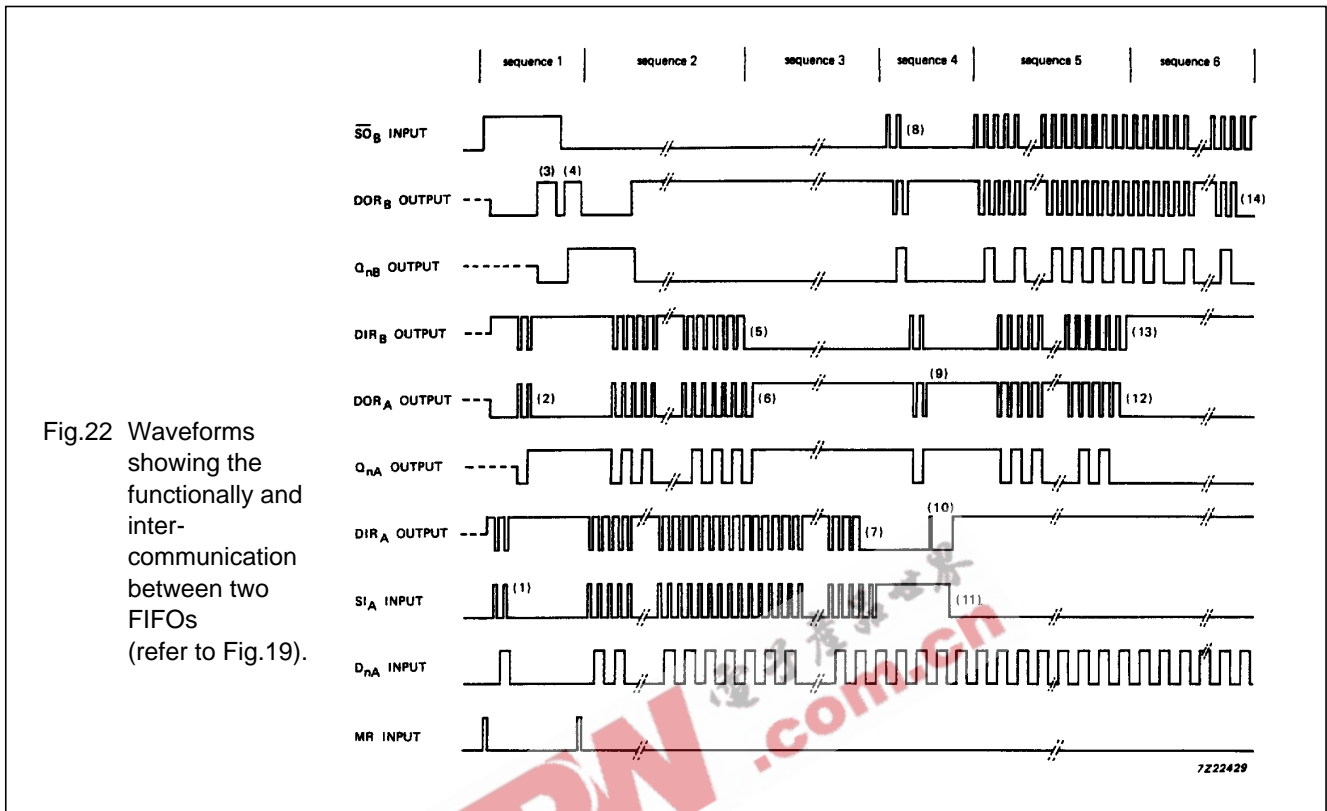 sequence 1 sequence 2 sequence 3 sequence 4 sequence 5 sequence 6
S̅O̅B INPUT (8)
(3) (4)
DORB OUTPUT (14)
QnB OUTPUT
DIRB OUTPUT (5) (13)
(9)
DORA OUTPUT (2) (6) (12)
QnA OUTPUT
(10)
DIRA OUTPUT (7)
SIA INPUT (1) (11)
DnA INPUT
MR INPUT
7Z22429
Fig.22 Waveforms
showing the
functionally and
inter-
communication
between two
FIFOs
(refer to Fig.19).
.com.cn